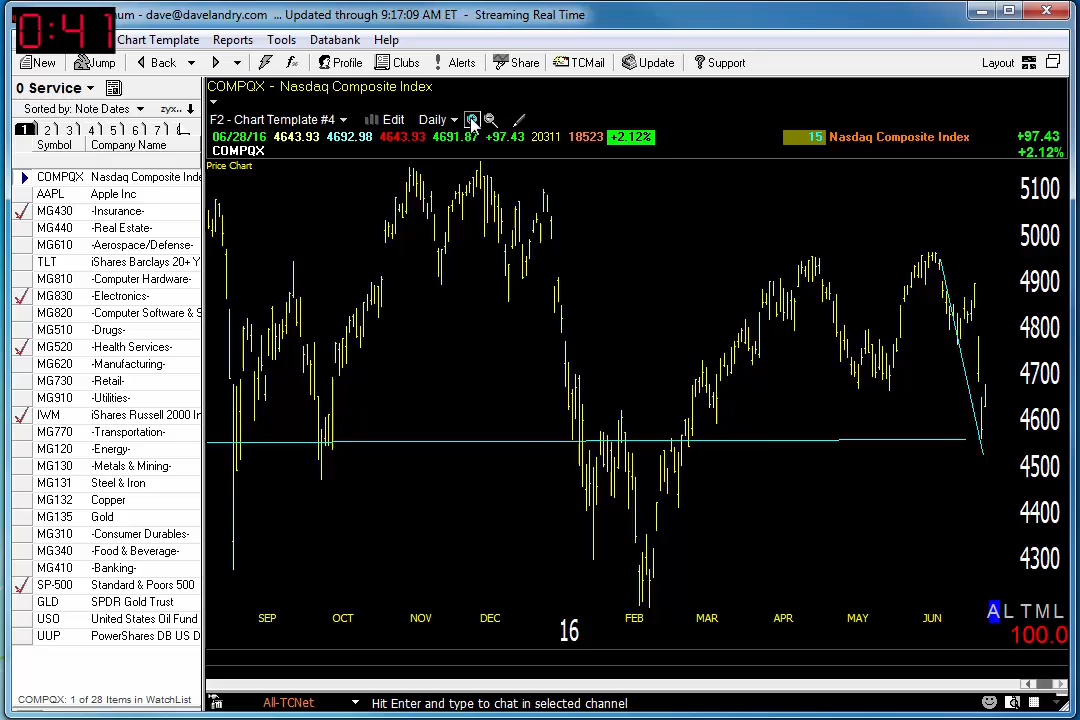 0:41
num - dave@davelandry.com ... Updated through 9:17:09 AM ET - Streaming Real Time
Chart Template Reports Tools Databank Help
New Jump Back Profile Clubs Alerts Share TCMail Update Support Layout
0 Service
COMPQX - Nasdaq Composite Index
Sorted by: Note Dates zyx..
F2 - Chart Template #4 Edit Daily
1 2 3 4 5 6 7
06/28/16 4643.93 4692.98 4643.93 4691.87 +97.43 20311 18523 +2.12% 15 Nasdaq Composite Index +97.43
+2.12%
Symbol Company Name
COMPQX
Price Chart
COMPQX Nasdaq Composite Inde
AAPL Apple Inc
MG430 -Insurance-
MG440 -Real Estate-
MG610 -Aerospace/Defense-
TLT iShares Barclays 20+ Y
MG810 -Computer Hardware-
MG830 -Electronics-
MG820 -Computer Software & S
MG510 -Drugs-
MG520 -Health Services-
MG620 -Manufacturing-
MG730 -Retail-
MG910 -Utilities-
IWM iShares Russell 2000 In
MG770 -Transportation-
MG120 -Energy-
MG130 -Metals & Mining-
MG131 Steel & Iron
MG132 Copper
MG135 Gold
MG310 -Consumer Durables-
MG340 -Food & Beverage-
MG410 -Banking-
SP-500 Standard & Poors 500
GLD SPDR Gold Trust
USO United States Oil Fund
UUP PowerShares DB US D
5100
5000
4900
4800
4700
4600
4500
4400
4300
SEP OCT NOV DEC 16 FEB MAR APR MAY JUN
A L T M L
100.0
COMPQX: 1 of 28 Items in WatchList
All-TCNet Hit Enter and type to chat in selected channel